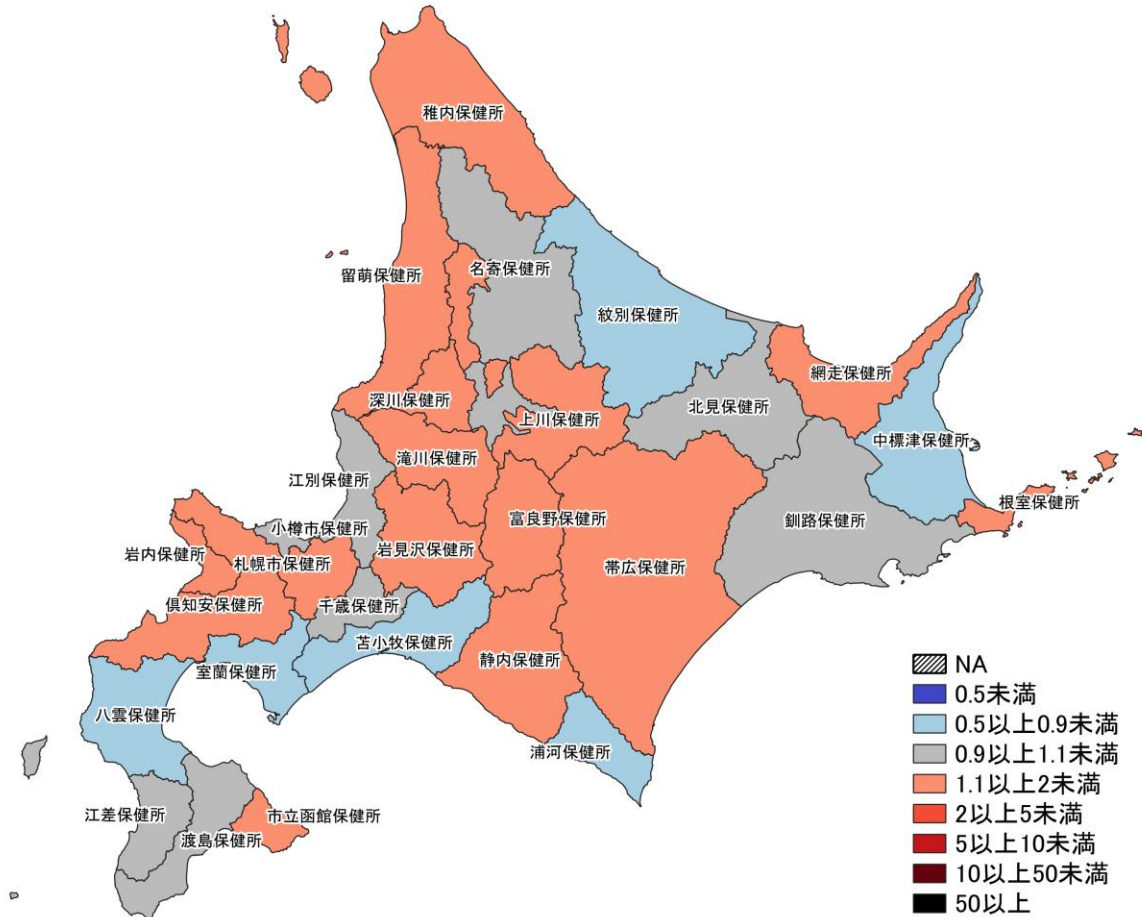 稚内保健所
名寄保健所
留萌保健所
紋別保健所
網走保健所
深川保健所
北見保健所
上川保健所
中標津保健所
滝川保健所
江別保健所
根室保健所
富良野保健所
釧路保健所
小樽市保健所
岩見沢保健所
岩内保健所
札幌市保健所
帯広保健所
倶知安保健所
千歳保健所
苫小牧保健所
静内保健所
室蘭保健所
八雲保健所
浦河保健所
江差保健所
市立函館保健所
渡島保健所
NA
0.5未満
0.5以上0.9未満
0.9以上1.1未満
1.1以上2未満
2以上5未満
5以上10未満
10以上50未満
50以上